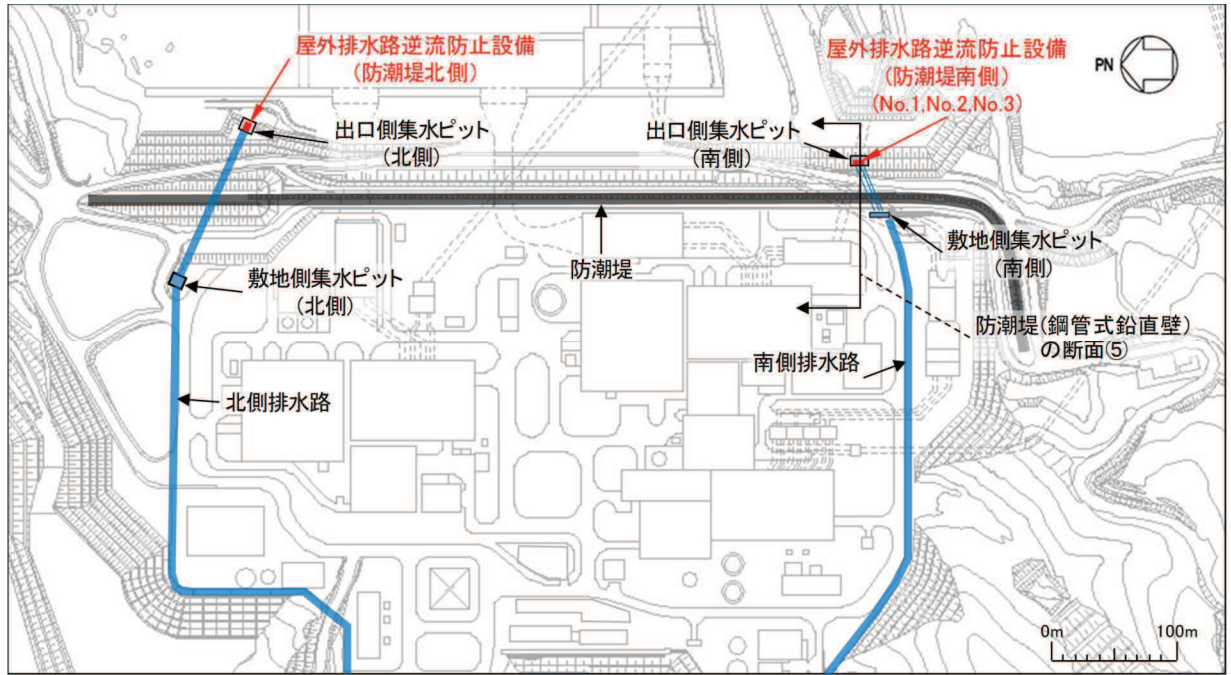 屋外排水路逆流防止設備
(防潮堤北側)
屋外排水路逆流防止設備
(防潮堤南側)
(No.1,No.2,No.3)
PN
出口側集水ピット
(北側)
出口側集水ピット
(南側)
敷地側集水ピット
(北側)
防潮堤
敷地側集水ピット
(南側)
防潮堤(鋼管式鉛直壁)
の断面⑤
北側排水路
南側排水路
0m 100m